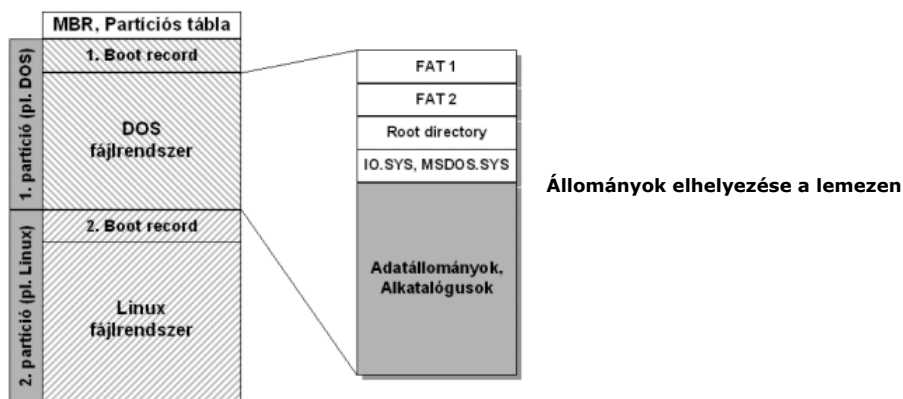 MBR, Partíciós tábla
1. partíció (pl. DOS)
1. Boot record
DOS
fájlrendszer
2. partíció (pl. Linux)
2. Boot record
Linux
fájlrendszer
FAT 1
FAT 2
Root directory
IO.SYS, MSDOS.SYS
Adatállományok,
Alkatalógusok
Állományok elhelyezése a lemezen